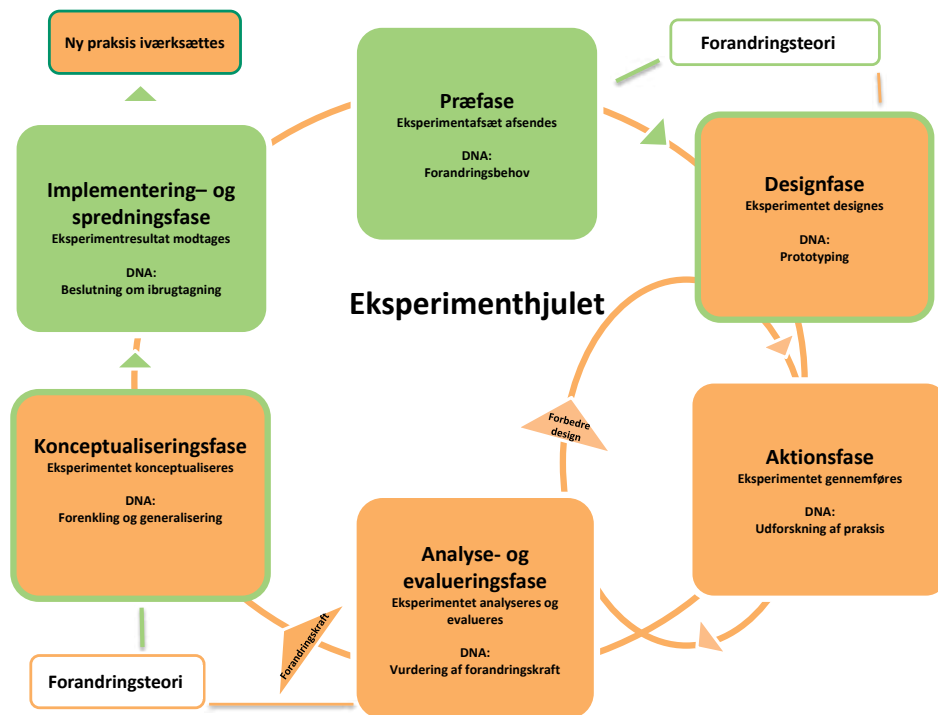 Ny praksis iværksættes
Forandringsteori
Præfase
Eksperimentafsæt afsendes
DNA:
Forandringsbehov
Designfase
Eksperimentet designes
DNA:
Prototyping
Implementering– og
spredningsfase
Eksperimentresultat modtages
DNA:
Beslutning om ibrugtagning
Eksperimenthjulet
Forbedre
design
Aktionsfase
Eksperimentet gennemføres
DNA:
Udforskning af praksis
Konceptualiseringsfase
Eksperimentet konceptualiseres
DNA:
Forenkling og generalisering
Analyse- og
evalueringsfase
Eksperimentet analyseres og
evalueres
DNA:
Vurdering af forandringskraft
Forandringskraft
Forandringsteori